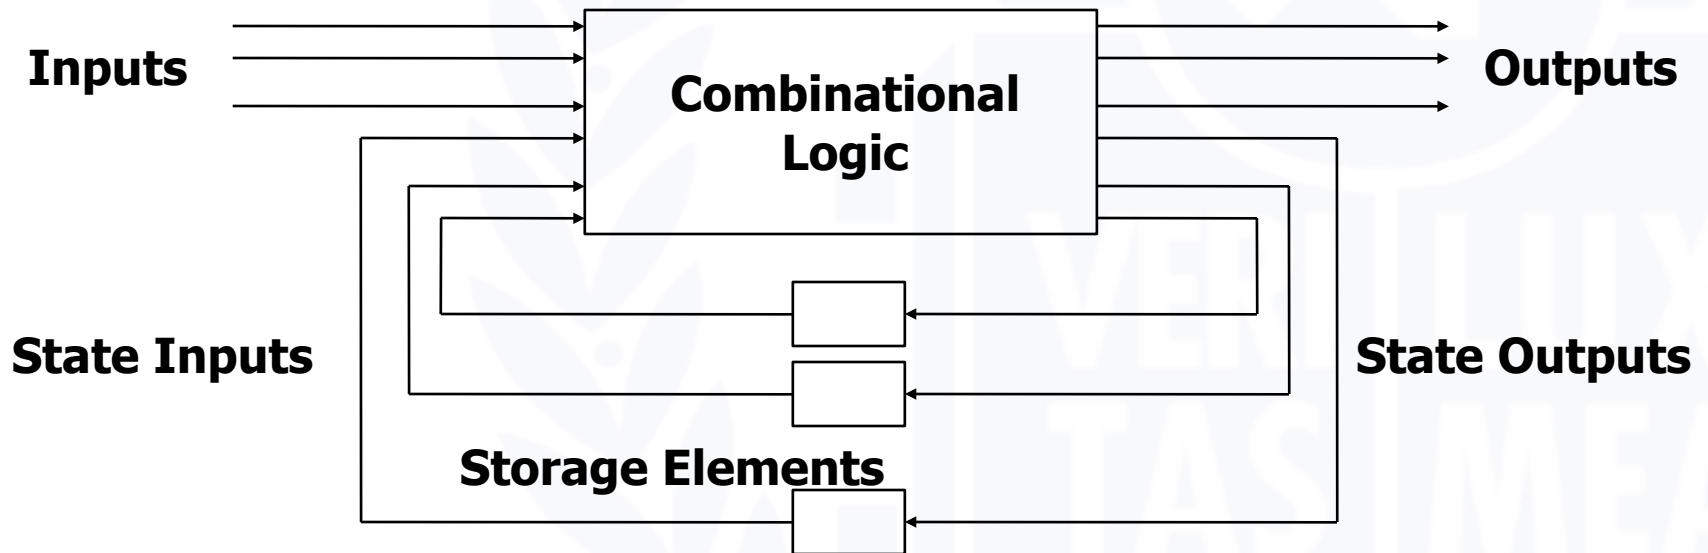 Inputs
Combinational
Logic
Outputs
State Inputs
State Outputs
Storage Elements